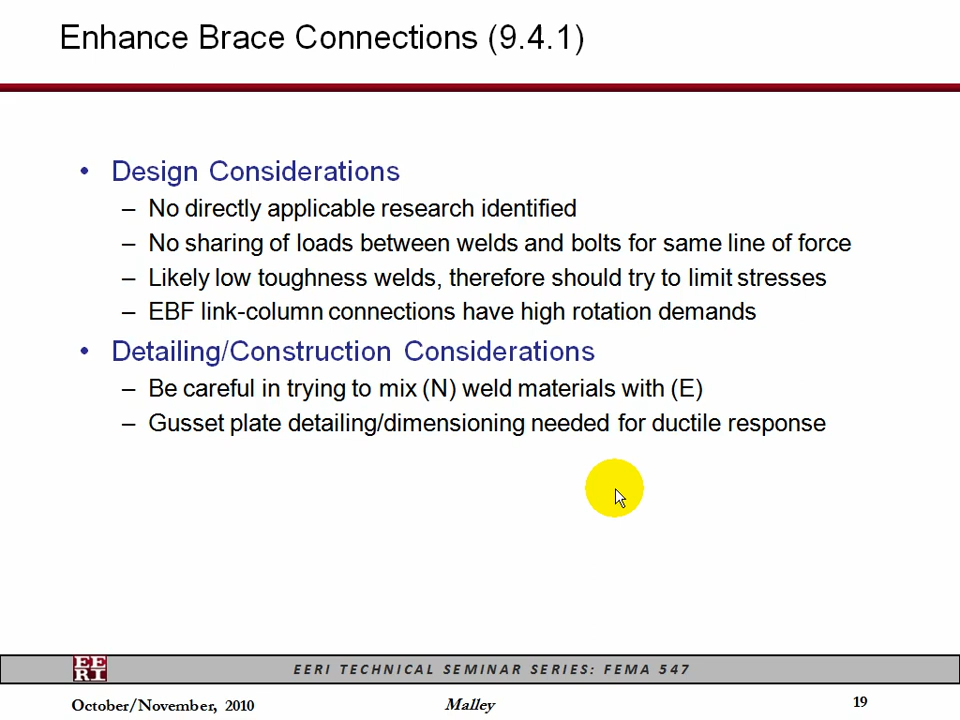 Enhance Brace Connections (9.4.1)
• Design Considerations
– No directly applicable research identified
– No sharing of loads between welds and bolts for same line of force
– Likely low toughness welds, therefore should try to limit stresses
– EBF link-column connections have high rotation demands
• Detailing/Construction Considerations
– Be careful in trying to mix (N) weld materials with (E)
– Gusset plate detailing/dimensioning needed for ductile response
EERI
EERI TECHNICAL SEMINAR SERIES: FEMA 547
October/November, 2010 Malley 19